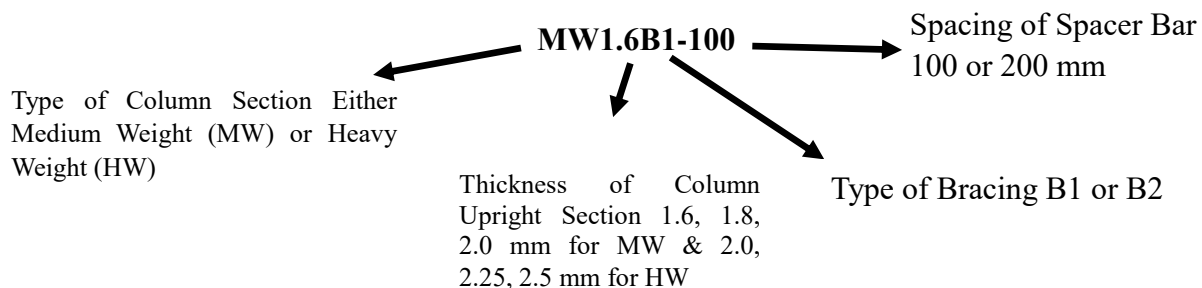 MW1.6B1-100
Spacing of Spacer Bar
100 or 200 mm
Type of Column Section Either
Medium Weight (MW) or Heavy
Weight (HW)
Thickness of Column
Upright Section 1.6, 1.8,
2.0 mm for MW & 2.0,
2.25, 2.5 mm for HW
Type of Bracing B1 or B2